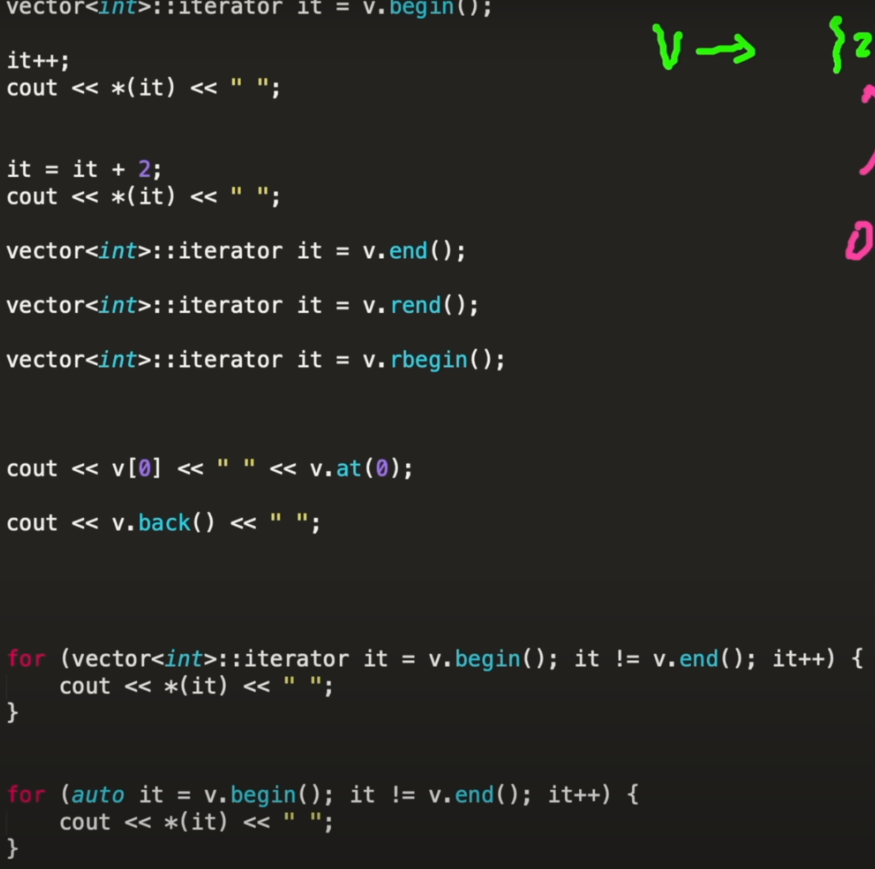 vector<int>::iterator it = v.begin();
V → {2
it++;
cout << *(it) << " ";
it = it + 2;
cout << *(it) << " ";
vector<int>::iterator it = v.end();
vector<int>::iterator it = v.rend();
vector<int>::iterator it = v.rbegin();
cout << v[0] << " " << v.at(0);
cout << v.back() << " ";
for (vector<int>::iterator it = v.begin(); it != v.end(); it++) {
cout << *(it) << " ";
}
for (auto it = v.begin(); it != v.end(); it++) {
cout << *(it) << " ";
}